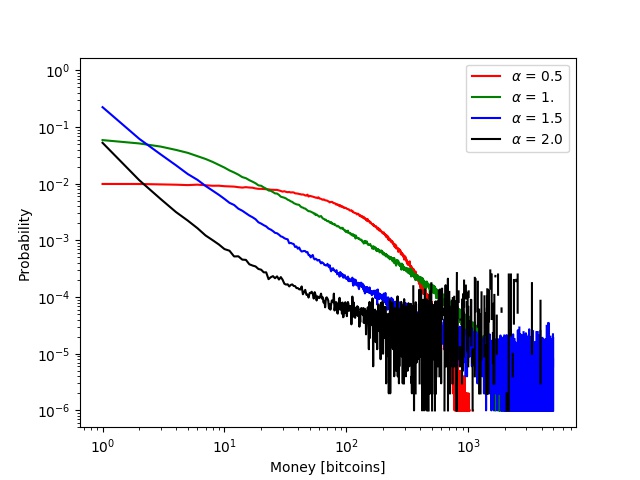 10⁰
10⁻¹
10⁻²
10⁻³
10⁻⁴
10⁻⁵
10⁻⁶
Probability
α = 0.5
α = 1.
α = 1.5
α = 2.0
10⁰ 10¹ 10² 10³
Money [bitcoins]